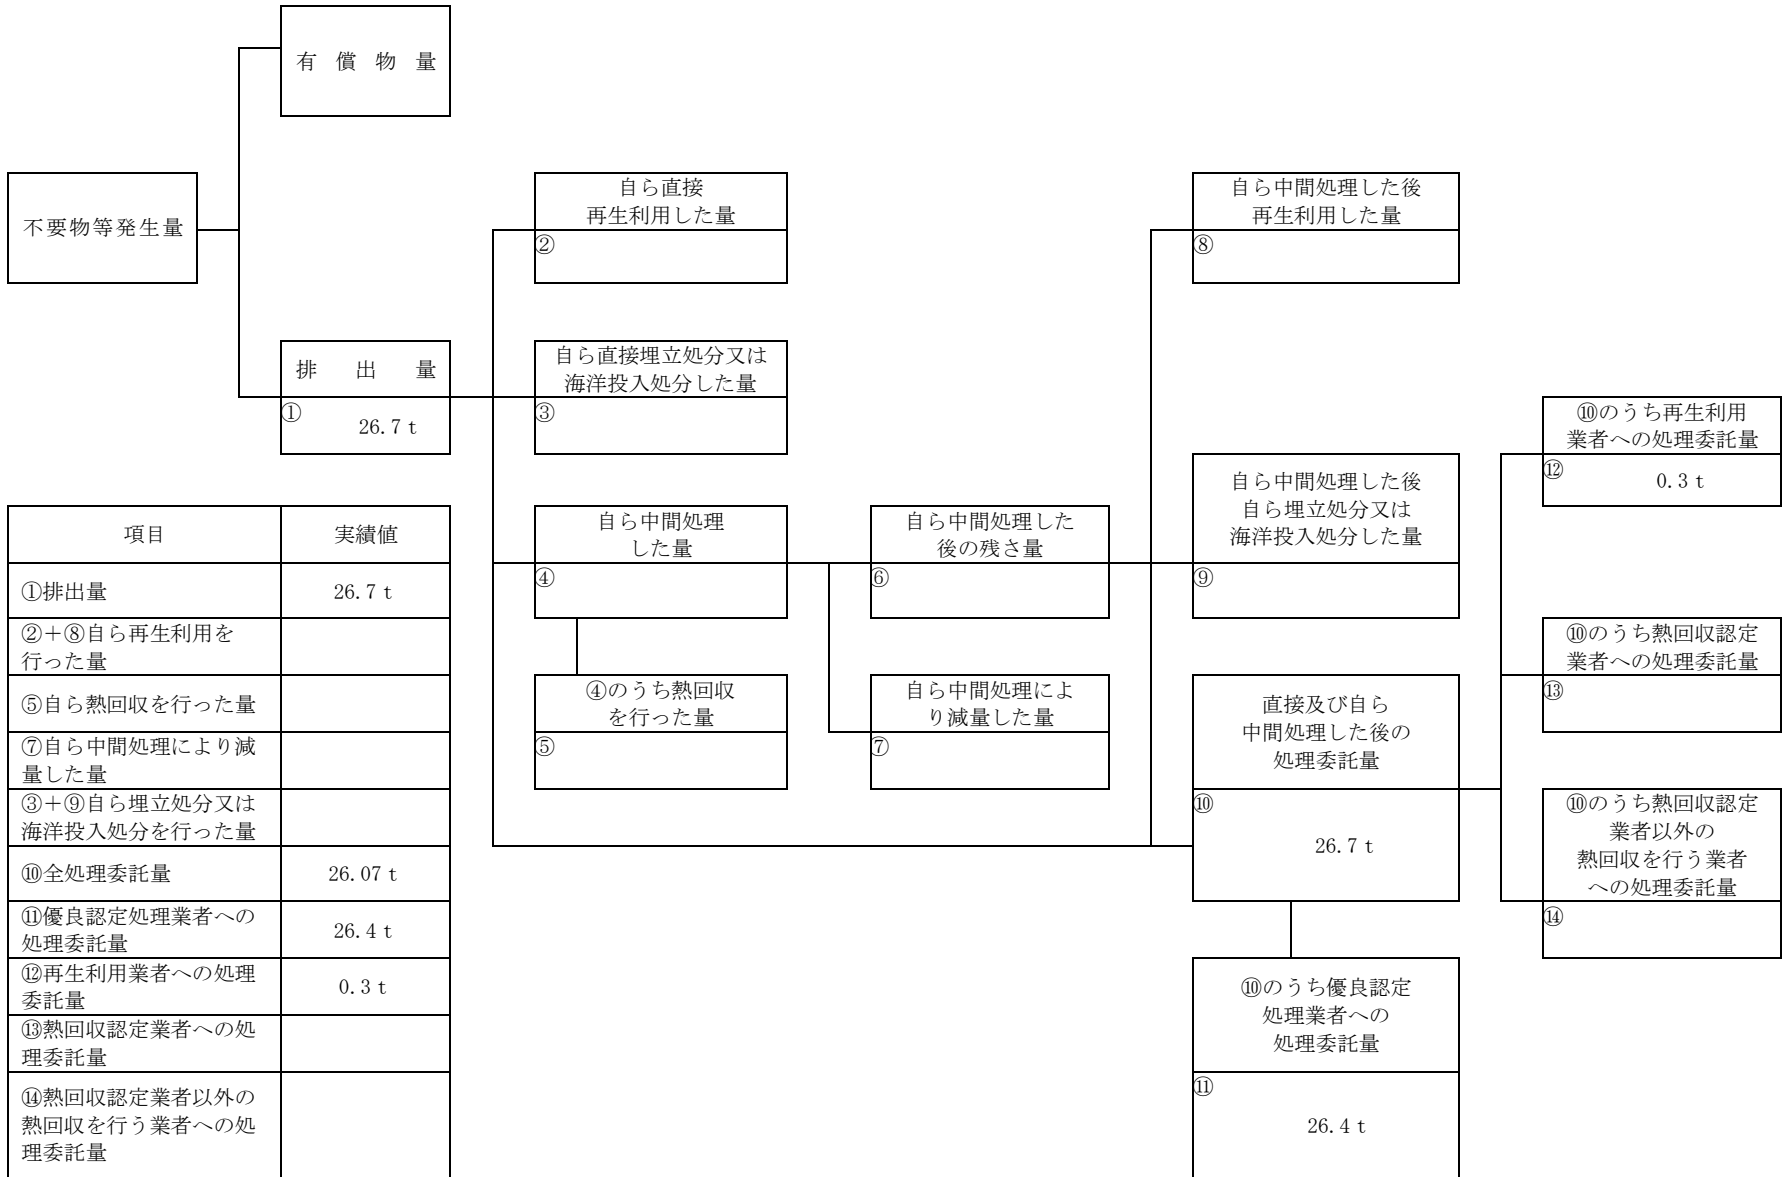 有償物量
不要物等発生量
自ら直接
再生利用した量
②
自ら中間処理した後
再生利用した量
⑧
排出量
①
26.7 t
自ら直接埋立処分又は
海洋投入処分した量
③
⑩のうち再生利用
業者への処理委託量
⑫
0.3 t
自ら中間処理
した量
④
自ら中間処理した
後の残さ量
⑥
自ら中間処理した後
自ら埋立処分又は
海洋投入処分した量
⑨
⑩のうち熱回収認定
業者への処理委託量
⑬
④のうち熱回収
を行った量
⑤
自ら中間処理によ
り減量した量
⑦
直接及び自ら
中間処理した後の
処理委託量
⑩
26.7 t
⑩のうち熱回収認定
業者以外の
熱回収を行う業者
への処理委託量
⑭
⑩のうち優良認定
処理業者への
処理委託量
⑪
26.4 t
項目 実績値
①排出量 26.7 t
②+⑧自ら再生利用を
行った量
⑤自ら熱回収を行った量
⑦自ら中間処理により減
量した量
③+⑨自ら埋立処分又は
海洋投入処分を行った量
⑩全処理委託量 26.07 t
⑪優良認定処理業者への
処理委託量 26.4 t
⑫再生利用業者への処理
委託量 0.3 t
⑬熱回収認定業者への処
理委託量
⑭熱回収認定業者以外の
熱回収を行う業者への処
理委託量